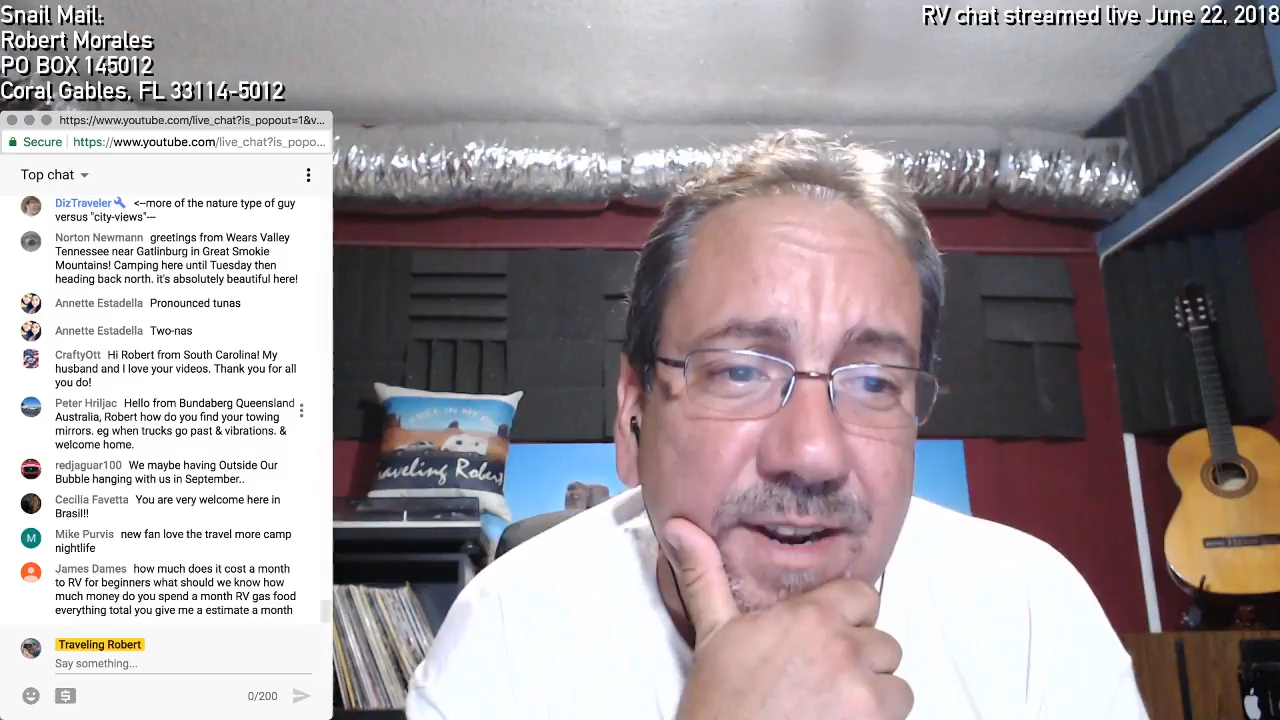 Snail Mail:
Robert Morales
PO BOX 145012
Coral Gables, FL 33114-5012
RV chat streamed live June 22, 2018
https://www.youtube.com/live_chat?is_popout=1&v...
Secure https://www.youtube.com/live_chat?is_popo...
Top chat
DizTraveler <--more of the nature type of guy
versus "city-views"---
Norton Newmann greetings from Wears Valley
Tennessee near Gatlinburg in Great Smokie
Mountains! Camping here until Tuesday then
heading back north. it's absolutely beautiful here!
Annette Estadella Pronounced tunas
Annette Estadella Two-nas
CraftyOtt Hi Robert from South Carolina! My
husband and I love your videos. Thank you for all
you do!
Peter Hriljac Hello from Bundaberg Queensland
Australia, Robert how do you find your towing
mirrors. eg when trucks go past & vibrations. &
welcome home.
redjaguar100 We maybe having Outside Our
Bubble hanging with us in September..
Cecilia Favetta You are very welcome here in
Brasil!!
M
Mike Purvis new fan love the travel more camp
nightlife
James Dames how much does it cost a month
to RV for beginners what should we know how
much money do you spend a month RV gas food
everything total you give me a estimate a month
Traveling Robert
Say something...
0/200
IN MY
raveling Rober